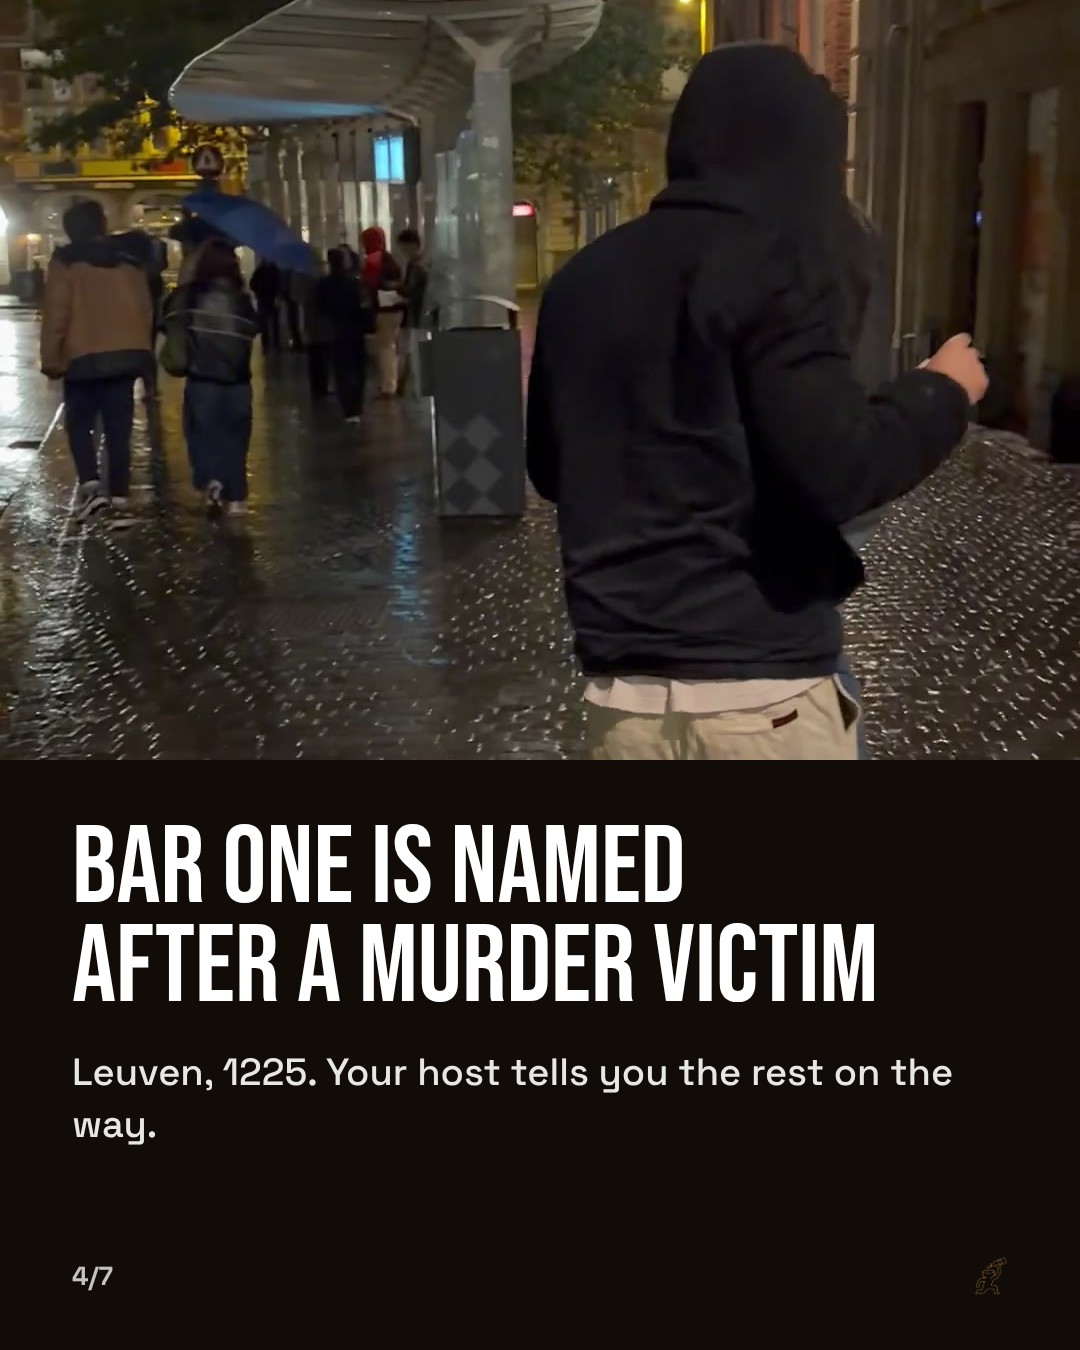 BAR ONE IS NAMED
AFTER A MURDER VICTIM
Leuven, 1225. Your host tells you the rest on the
way.
4/7